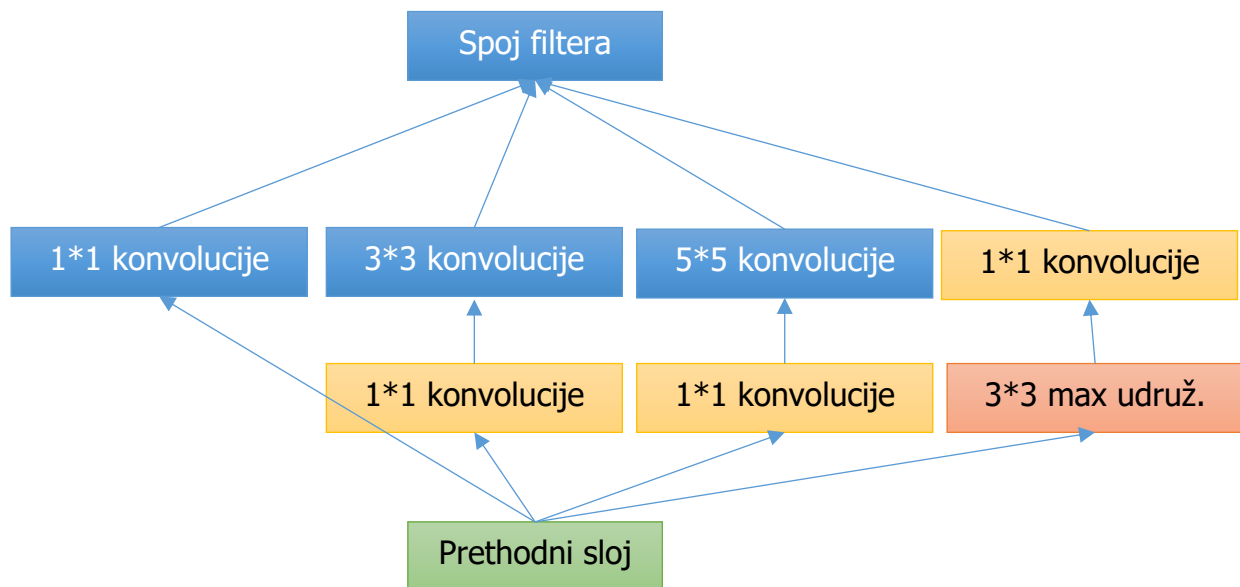 Spoj filtera
1*1 konvolucije
3*3 konvolucije
5*5 konvolucije
1*1 konvolucije
1*1 konvolucije
1*1 konvolucije
3*3 max udruž.
Prethodni sloj